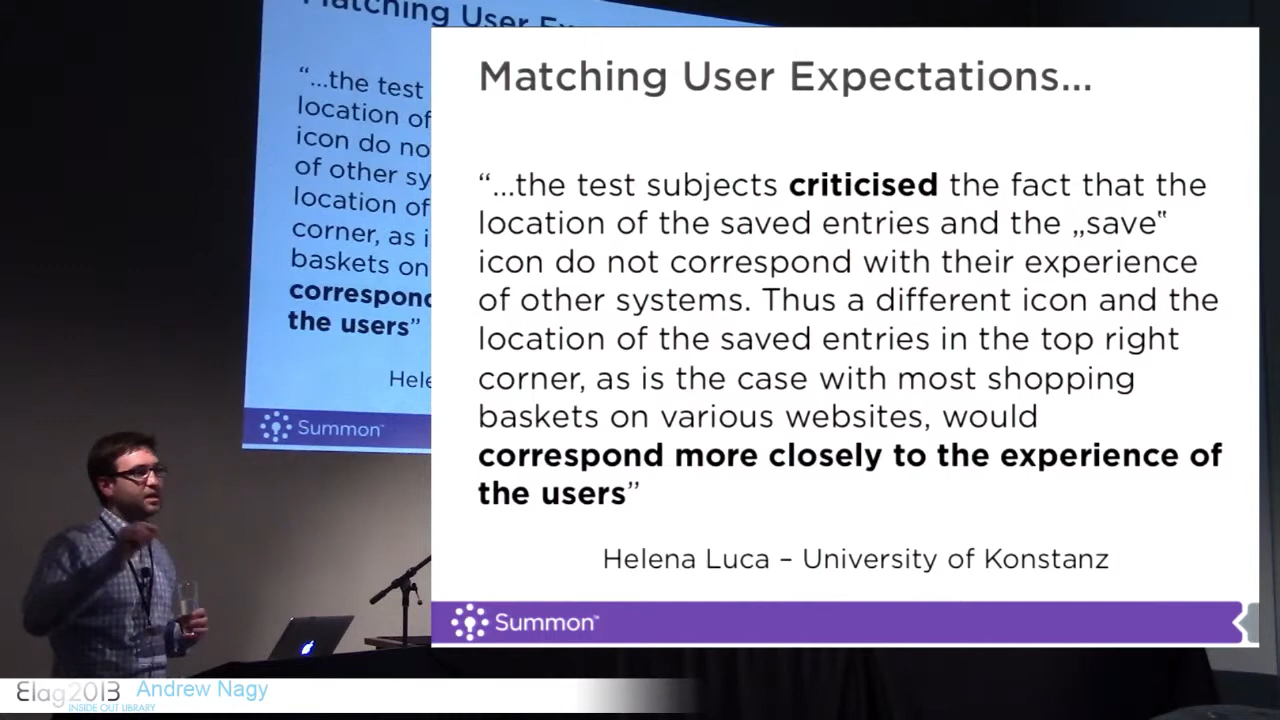 Matching User Ex
"...the test
location of
icon do no
of other sy
location of
corner, as i
baskets on
correspond
the users"
Hele
Summon™
Matching User Expectations...
“...the test subjects criticised the fact that the
location of the saved entries and the „save‟
icon do not correspond with their experience
of other systems. Thus a different icon and the
location of the saved entries in the top right
corner, as is the case with most shopping
baskets on various websites, would
correspond more closely to the experience of
the users”
Helena Luca – University of Konstanz
Summon™
Elag2013 Andrew Nagy
INSIDE OUT LIBRARY